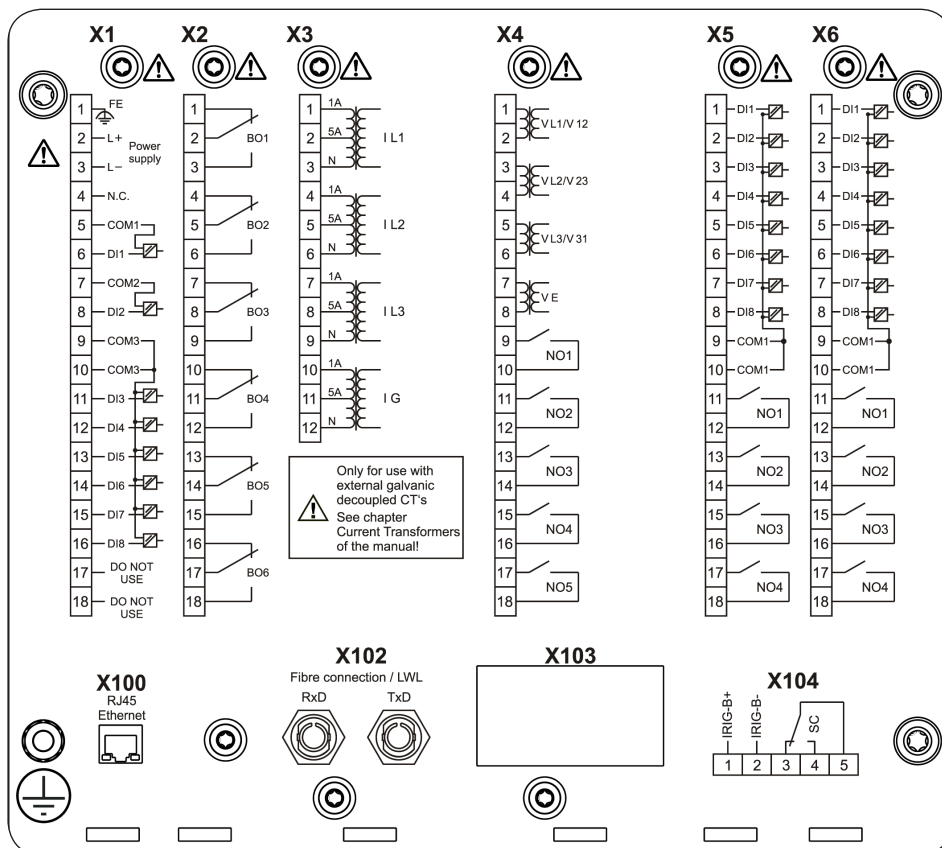 X1
1 FE
2 L+
Power
supply
3 L–
4 N.C.
5 COM1
6 DI1
7 COM2
8 DI2
9 COM3
10 COM3
11 DI3
12 DI4
13 DI5
14 DI6
15 DI7
16 DI8
17 DO NOT
USE
18 DO NOT
USE
X2
1
2 BO1
3
4
5 BO2
6
7
8 BO3
9
10
11 BO4
12
13
14 BO5
15
16
17 BO6
18
X3
1 1A
2 5A I L1
3 N
4 1A
5 5A I L2
6 N
7 1A
8 5A I L3
9 N
10 1A
11 5A I G
12 N
Only for use with
external galvanic
decoupled CT's
See chapter
Current Transformers
of the manual!
X4
1
V L1/V 12
2
3
V L2/V 23
4
5
V L3/V 31
6
7
V E
8
9
NO1
10
11
NO2
12
13
NO3
14
15
NO4
16
17
NO5
18
X5
1 DI1
2 DI2
3 DI3
4 DI4
5 DI5
6 DI6
7 DI7
8 DI8
9 COM1
10 COM1
11
NO1
12
13
NO2
14
15
NO3
16
17
NO4
18
X6
1 DI1
2 DI2
3 DI3
4 DI4
5 DI5
6 DI6
7 DI7
8 DI8
9 COM1
10 COM1
11
NO1
12
13
NO2
14
15
NO3
16
17
NO4
18
X100
RJ45
Ethernet
X102
Fibre connection / LWL
RxD TxD
X103
X104
IRIG-B+
IRIG-B-
SC
1 2 3 4 5